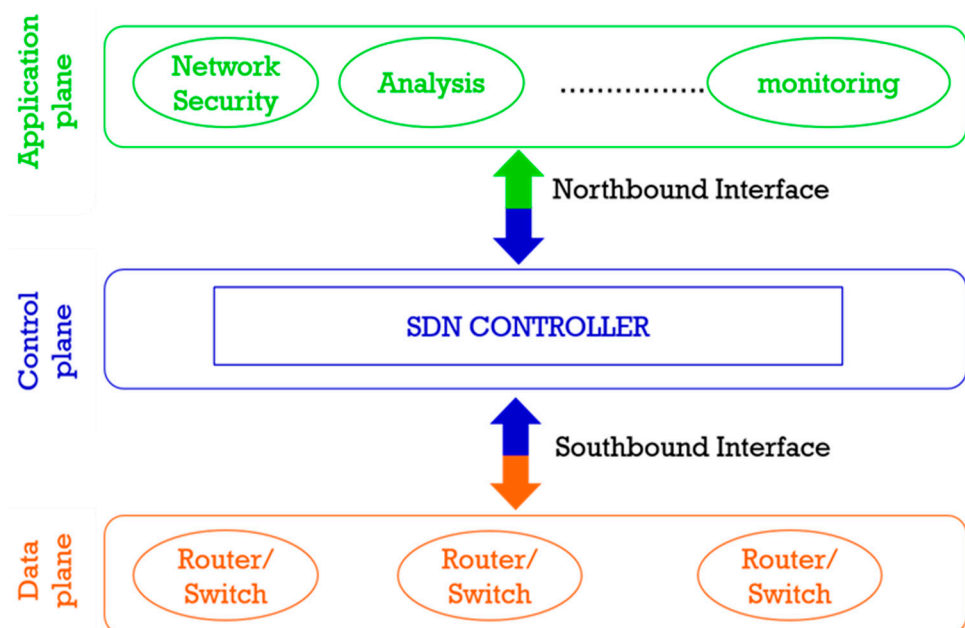 Application
plane
Network
Security
Analysis
................
monitoring
Northbound Interface
Control
plane
SDN CONTROLLER
Southbound Interface
Data
plane
Router/
Switch
Router/
Switch
Router/
Switch